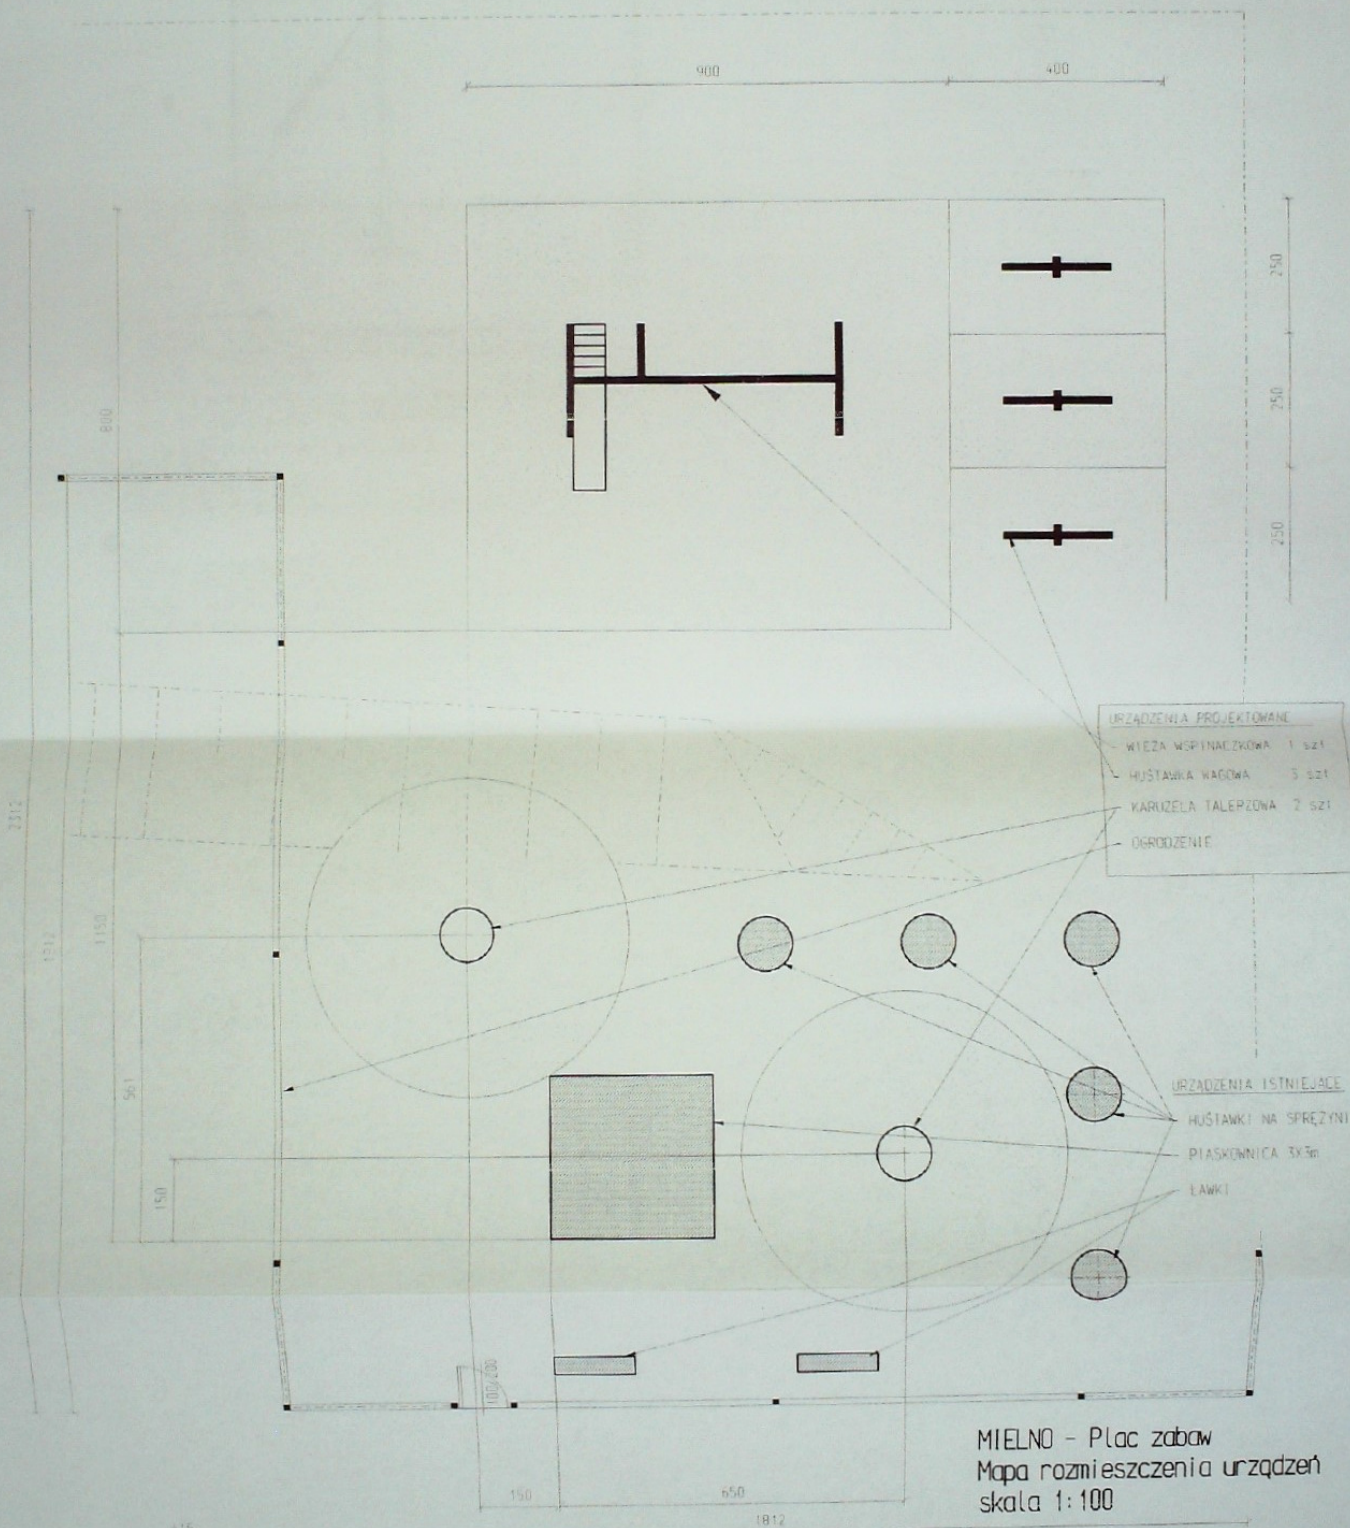 900
400
250
250
250
800
URZĄDZENIA PROJEKTOWANE
WIEŻA WSPINACZKOWA 1 szt
HUŚTAWKA WAGOWA 3 szt
KARUZELA TALERZOWA 2 szt
OGRODZENIE
2312
1312
1150
561
150
URZĄDZENIA ISTNIEJĄCE
HUŚTAWKI NA SPRĘŻYNI
PIASKOWNICA 3X3m
ŁAWKI
100/200
MIELNO - Plac zabaw
Mapa rozmieszczenia urządzeń
skala 1:100
150
650
1812